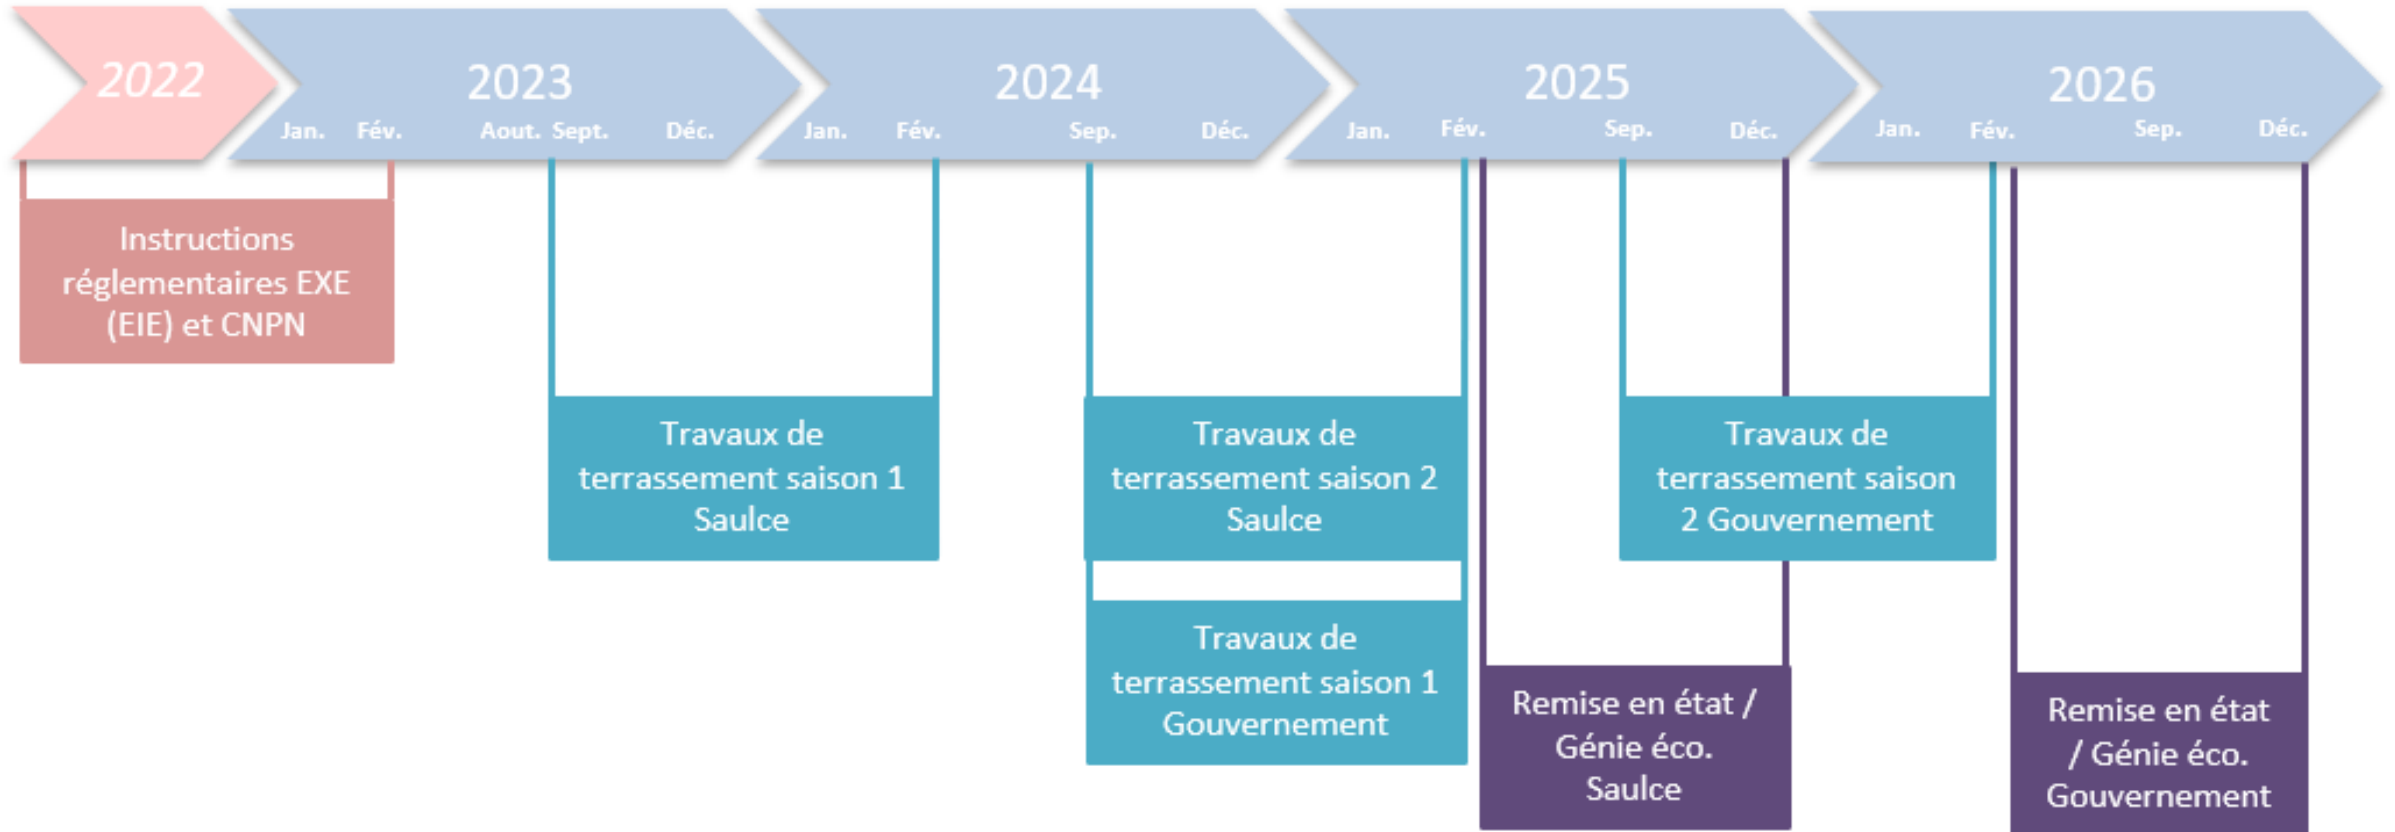 2022
2023
2024
2025
2026
Jan. Fév. Aout. Sept. Déc.
Jan. Fév. Sep. Déc.
Jan. Fév. Sep. Déc.
Jan. Fév. Sep. Déc.
Instructions
réglementaires EXE
(EIE) et CNPN
Travaux de
terrassement saison 1
Saulce
Travaux de
terrassement saison 2
Saulce
Travaux de
terrassement saison
2 Gouvernement
Travaux de
terrassement saison 1
Gouvernement
Remise en état /
Génie éco.
Saulce
Remise en état
/ Génie éco.
Gouvernement